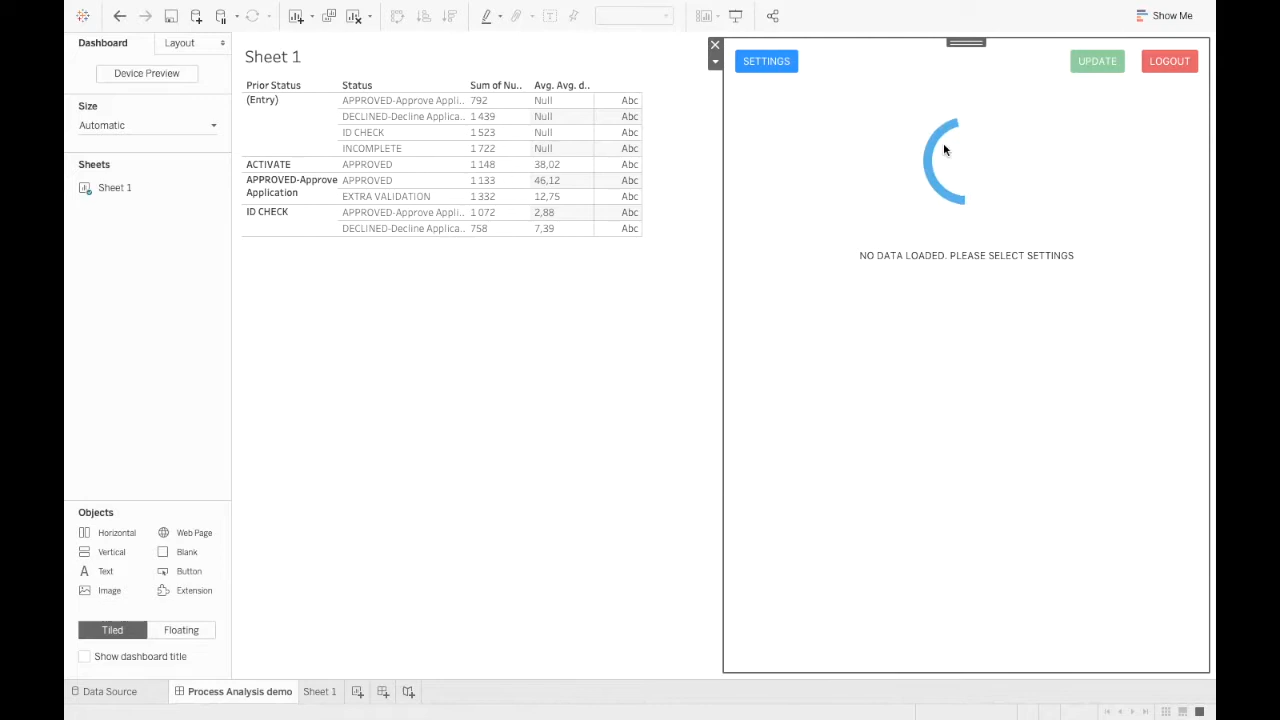 Show Me
Dashboard
Layout
Device Preview
Size
Automatic
Sheets
Sheet 1
Objects
Horizontal
Web Page
Vertical
Blank
Text
Button
Image
Extension
Tiled
Floating
Show dashboard title
Sheet 1
Prior Status Status Sum of Nu.. Avg. Avg. d..
(Entry) APPROVED-Approve Appli.. 792 Null Abc
DECLINED-Decline Applica.. 1 439 Null Abc
ID CHECK 1 523 Null Abc
INCOMPLETE 1 722 Null Abc
ACTIVATE APPROVED 1 148 38,02 Abc
APPROVED-Approve APPROVED 1 133 46,12 Abc
Application EXTRA VALIDATION 1 332 12,75 Abc
ID CHECK APPROVED-Approve Appli.. 1 072 2,88 Abc
DECLINED-Decline Applica.. 758 7,39 Abc
SETTINGS
UPDATE
LOGOUT
NO DATA LOADED. PLEASE SELECT SETTINGS
Data Source
Process Analysis demo
Sheet 1